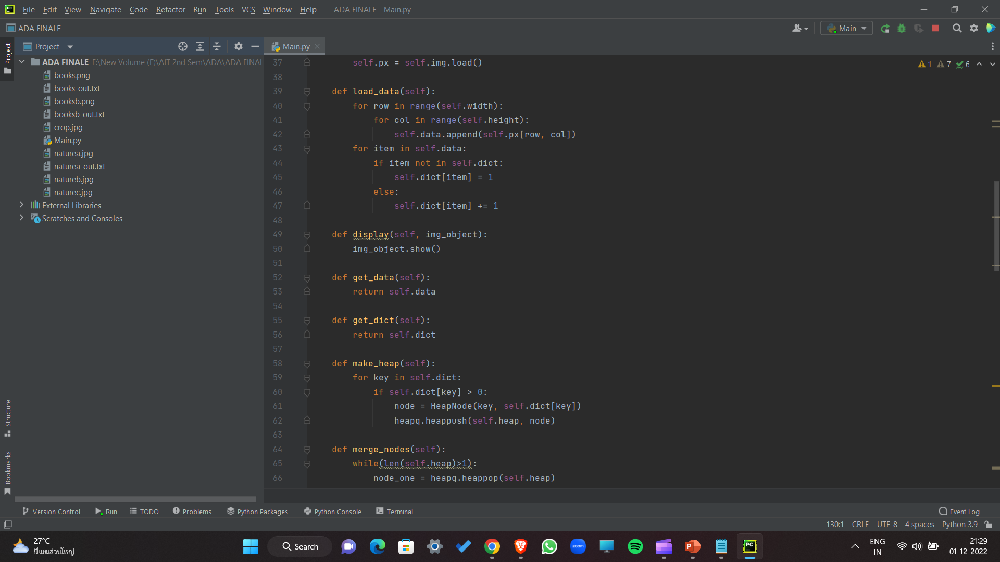 File Edit View Navigate Code Refactor Run Tools VCS Window Help ADA FINALE - Main.py
ADA FINALE
Main
Project
Project
Main.py
ADA FINALE F:\New Volume (F)\AIT 2nd Sem\ADA\ADA FINAL
books.png
books_out.txt
booksb.png
booksb_out.txt
crop.jpg
Main.py
naturea.jpg
naturea_out.txt
natureb.jpg
naturec.jpg
External Libraries
Scratches and Consoles
1 7 6
37 self.px = self.img.load()
38
39 def load_data(self):
40 for row in range(self.width):
41 for col in range(self.height):
42 self.data.append(self.px[row, col])
43 for item in self.data:
44 if item not in self.dict:
45 self.dict[item] = 1
46 else:
47 self.dict[item] += 1
48
49 def display(self, img_object):
50 img_object.show()
51
52 def get_data(self):
53 return self.data
54
55 def get_dict(self):
56 return self.dict
57
58 def make_heap(self):
59 for key in self.dict:
60 if self.dict[key] > 0:
61 node = HeapNode(key, self.dict[key])
62 heapq.heappush(self.heap, node)
63
64 def merge_nodes(self):
65 while(len(self.heap)>1):
66 node_one = heapq.heappop(self.heap)
Structure
Bookmarks
Version Control Run TODO Problems Python Packages Python Console Terminal Event Log
130:1 CRLF UTF-8 4 spaces Python 3.9
27°C
มีเมฆส่วนใหญ่
Search
zoom
ENG
IN
21:29
01-12-2022